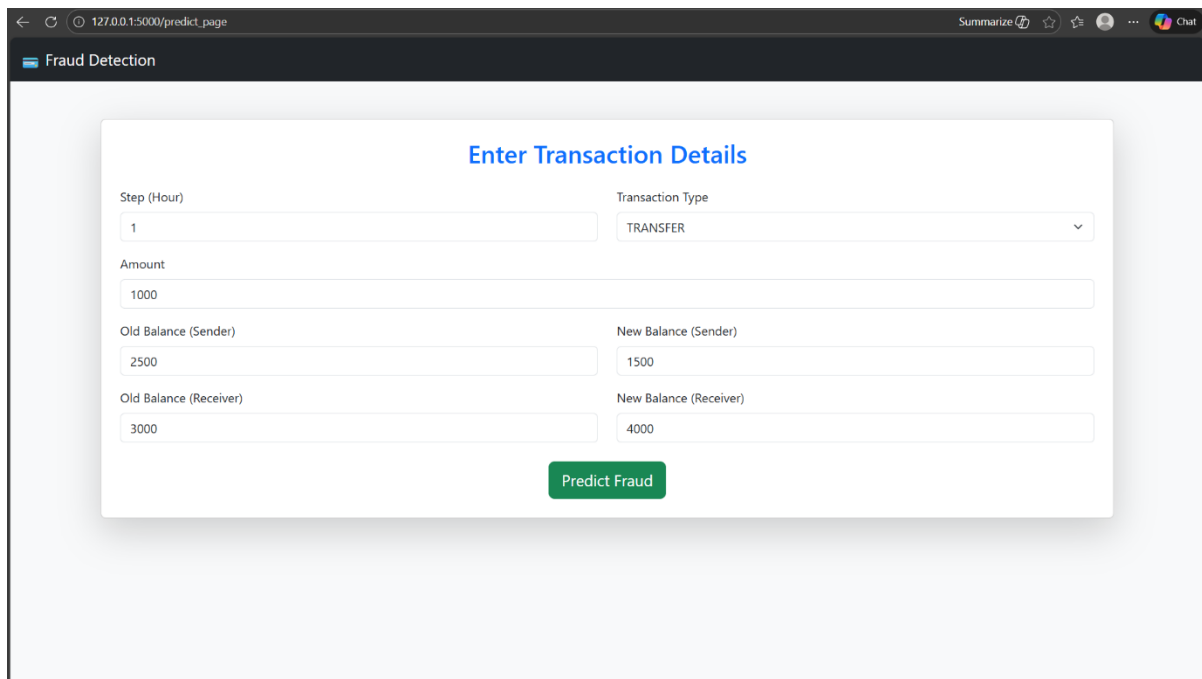 127.0.0.1:5000/predict_page Summarize Chat
Fraud Detection
Enter Transaction Details
Step (Hour) Transaction Type
1 TRANSFER
Amount
1000
Old Balance (Sender) New Balance (Sender)
2500 1500
Old Balance (Receiver) New Balance (Receiver)
3000 4000
Predict Fraud